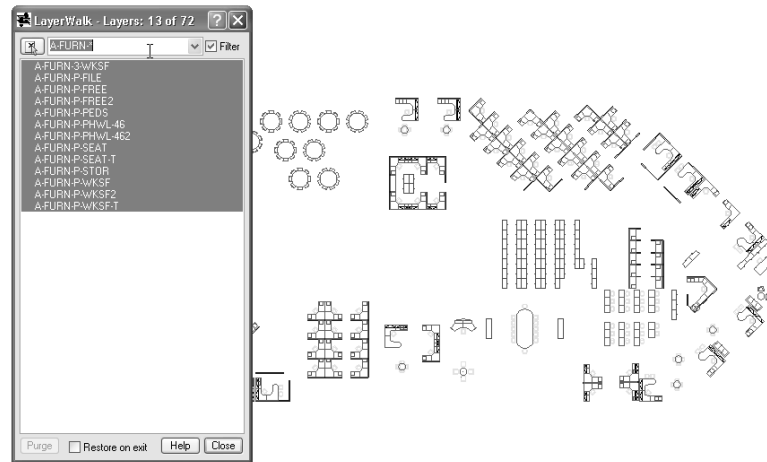 LayerWalk - Layers: 13 of 72
A-FURN-*
Filter
A-FURN-3-WKSF
A-FURN-P-FILE
A-FURN-P-FREE
A-FURN-P-FREE2
A-FURN-P-PEDS
A-FURN-P-PHWL-46
A-FURN-P-PHWL-462
A-FURN-P-SEAT
A-FURN-P-SEAT-T
A-FURN-P-STOR
A-FURN-P-WKSF
A-FURN-P-WKSF2
A-FURN-P-WKSF-T
Purge
Restore on exit
Help
Close